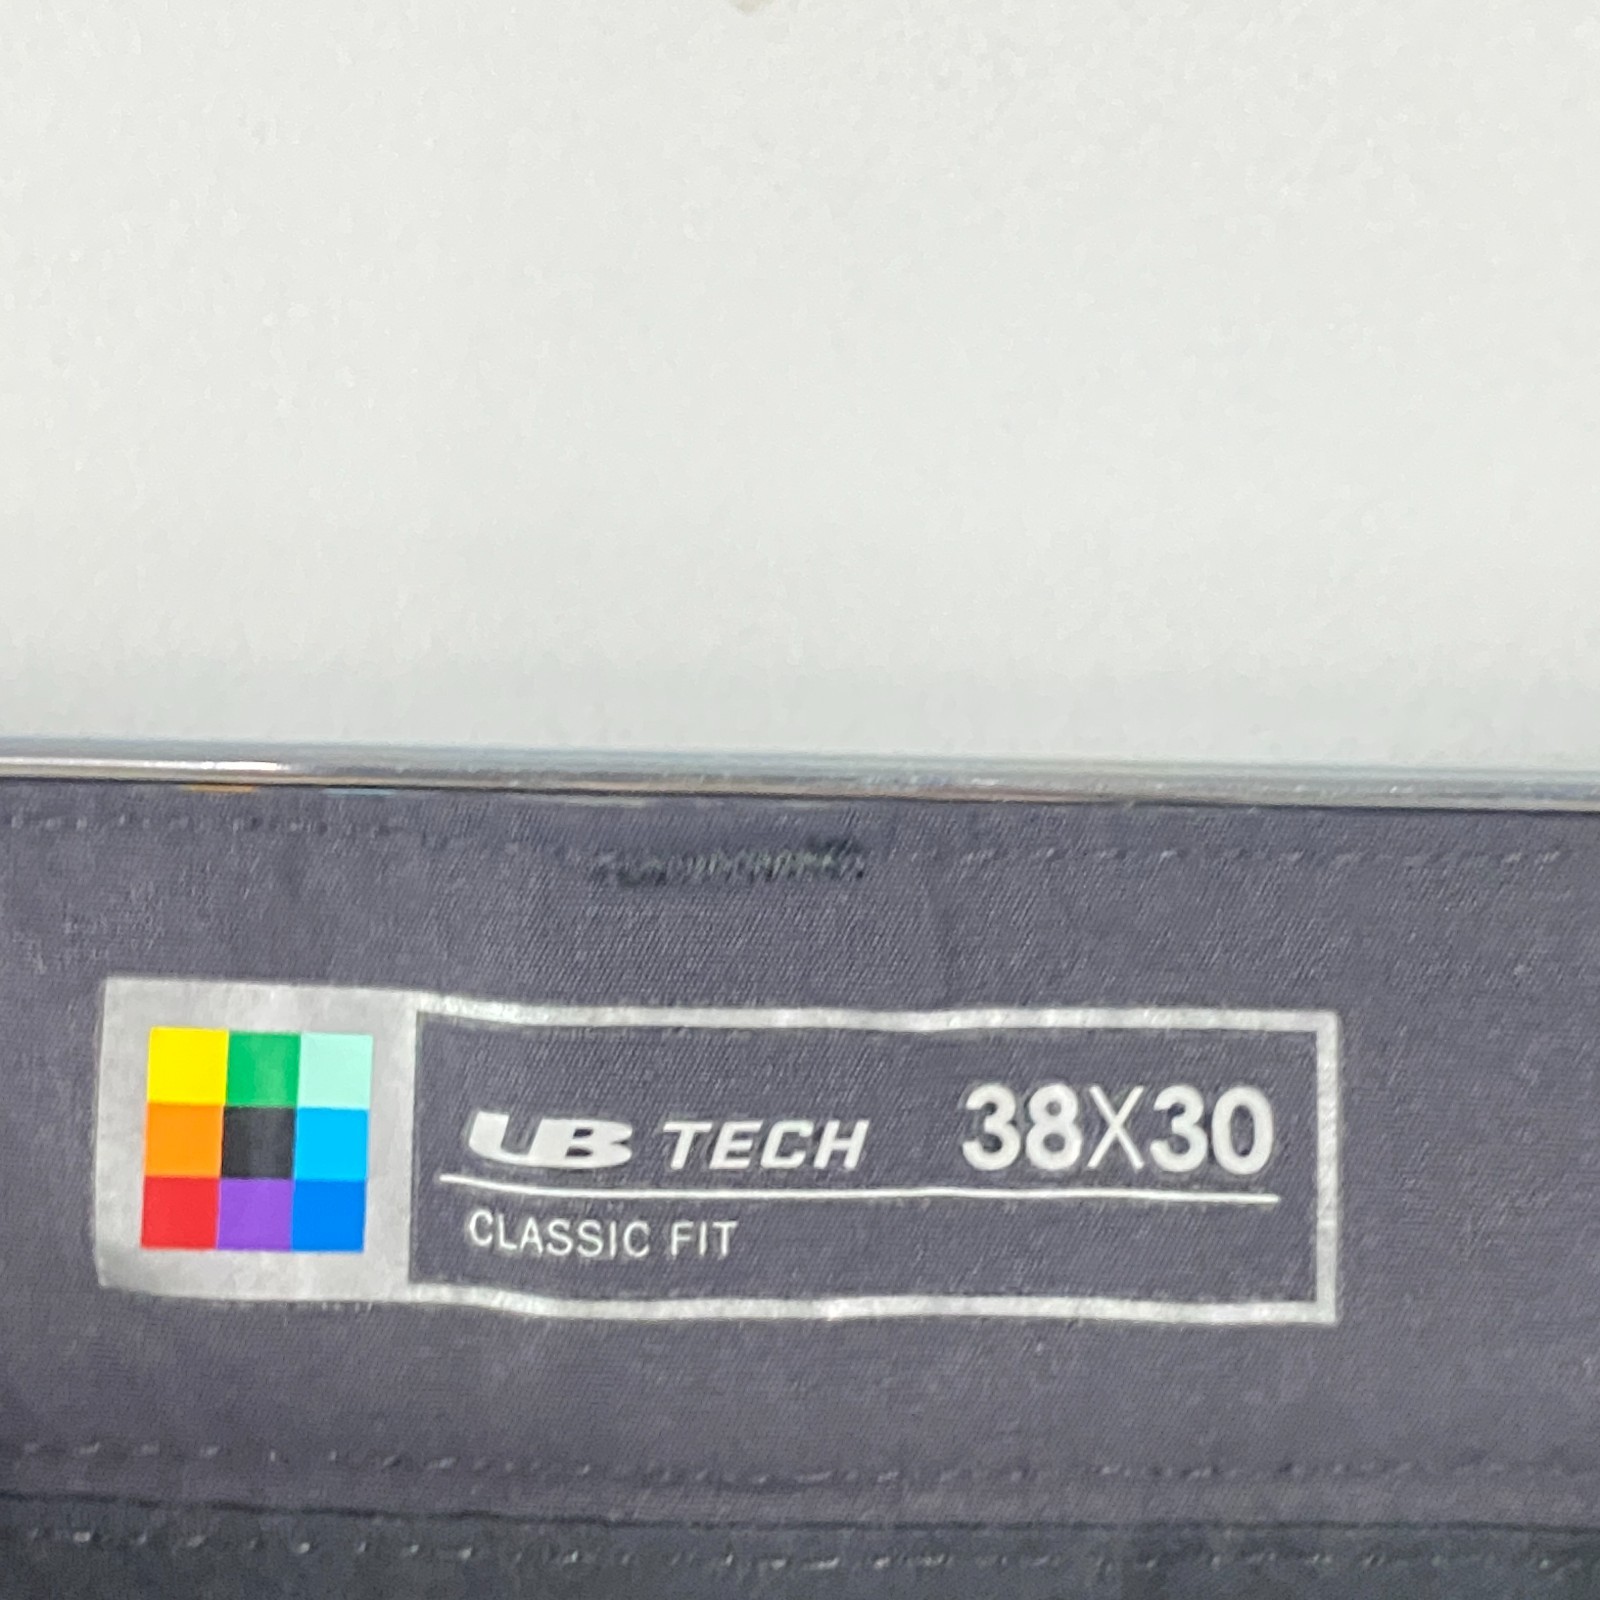 UB TECH 38X30
CLASSIC FIT